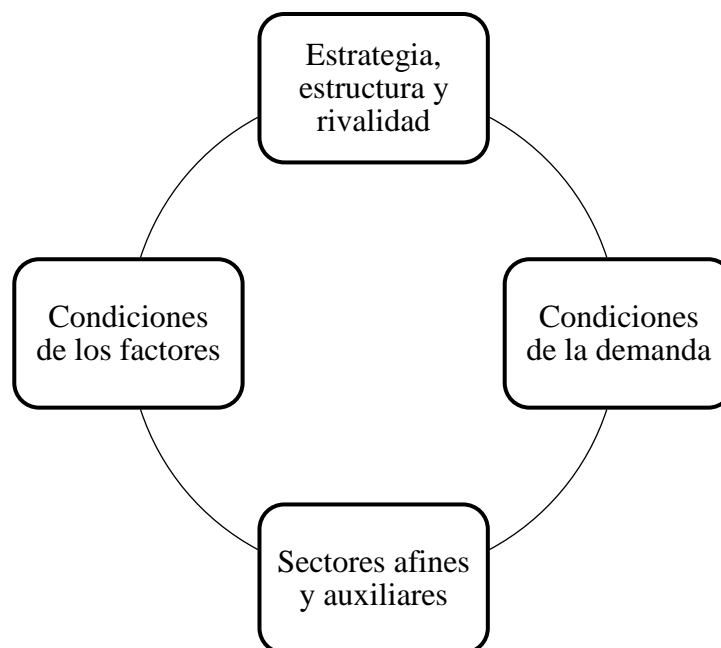 Estrategia,
estructura y
rivalidad
Condiciones
de los factores
Condiciones
de la demanda
Sectores afines
y auxiliares